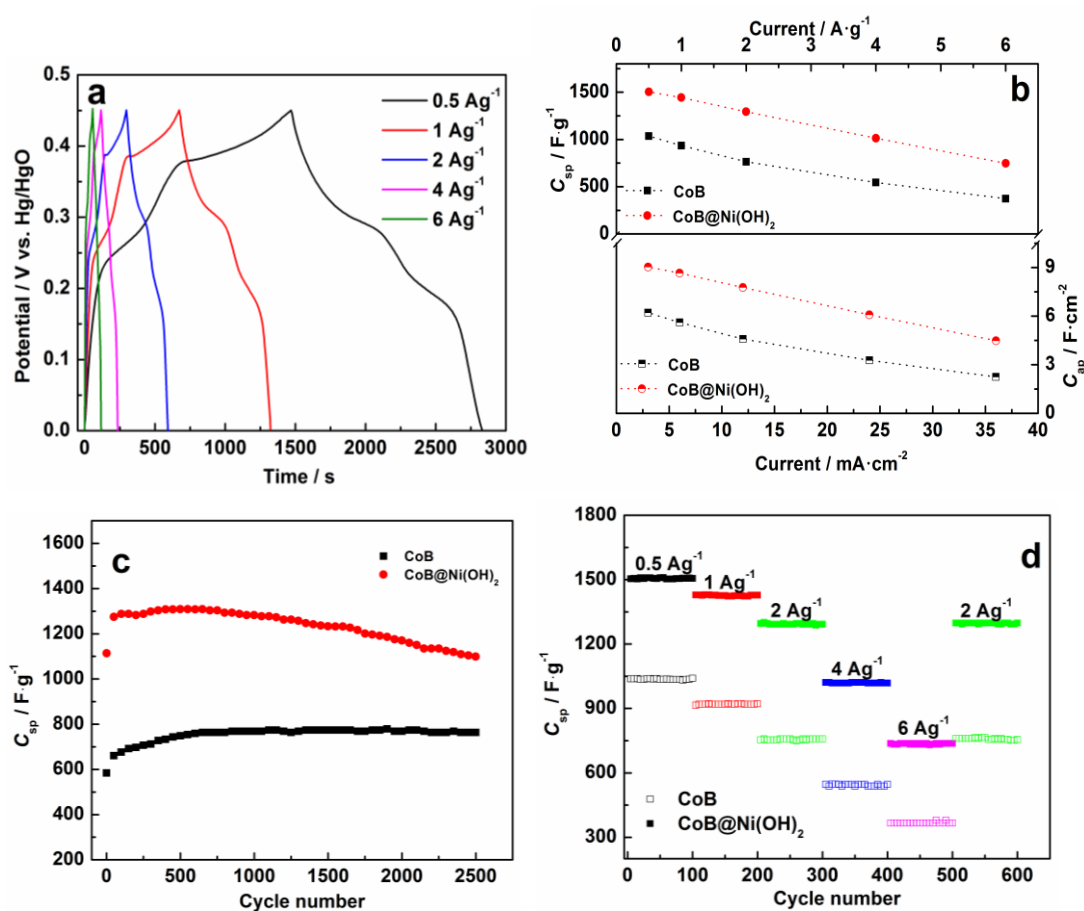 a
0.5 Ag⁻¹
1 Ag⁻¹
2 Ag⁻¹
4 Ag⁻¹
6 Ag⁻¹
Potential / V vs. Hg/HgO
0.5
0.4
0.3
0.2
0.1
0.0
0 500 1000 1500 2000 2500 3000
Time / s
b
Current / A·g⁻¹
0 1 2 3 4 5 6
1500
1000
500
0
Csp / F·g⁻¹
CoB
CoB@Ni(OH)₂
9
6
3
0
Cap / F·cm⁻²
CoB
CoB@Ni(OH)₂
0 5 10 15 20 25 30 35 40
Current / mA·cm⁻²
c
CoB
CoB@Ni(OH)₂
Csp / F·g⁻¹
1600
1400
1200
1000
800
600
400
200
0 500 1000 1500 2000 2500
Cycle number
d
0.5 Ag⁻¹
1 Ag⁻¹
2 Ag⁻¹
2 Ag⁻¹
4 Ag⁻¹
6 Ag⁻¹
CoB
CoB@Ni(OH)₂
Csp / F·g⁻¹
1800
1500
1200
900
600
300
0 100 200 300 400 500 600
Cycle number